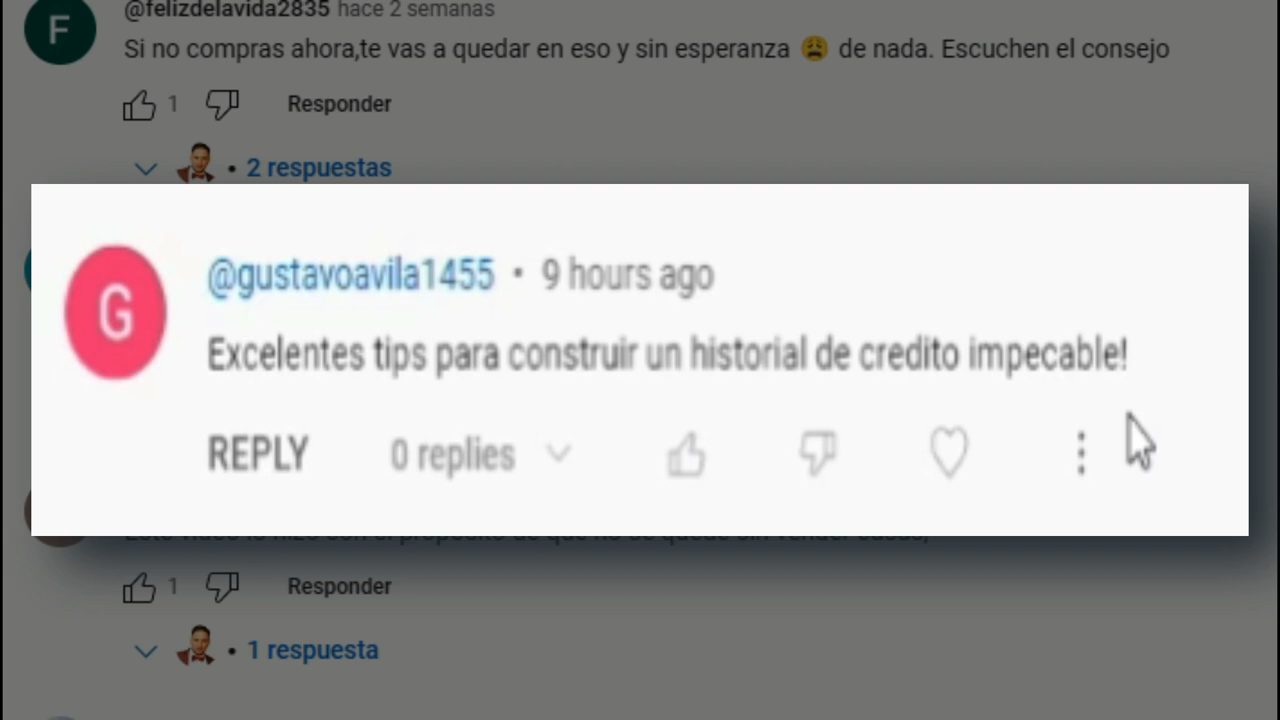 @felizdelavida2835 hace 2 semanas
F
Si no compras ahora,te vas a quedar en eso y sin esperanza 😩 de nada. Escuchen el consejo
1 Responder
• 2 respuestas
@gustavoavila1455 • 9 hours ago
G
Excelentes tips para construir un historial de credito impecable!
REPLY 0 replies
1 Responder
• 1 respuesta